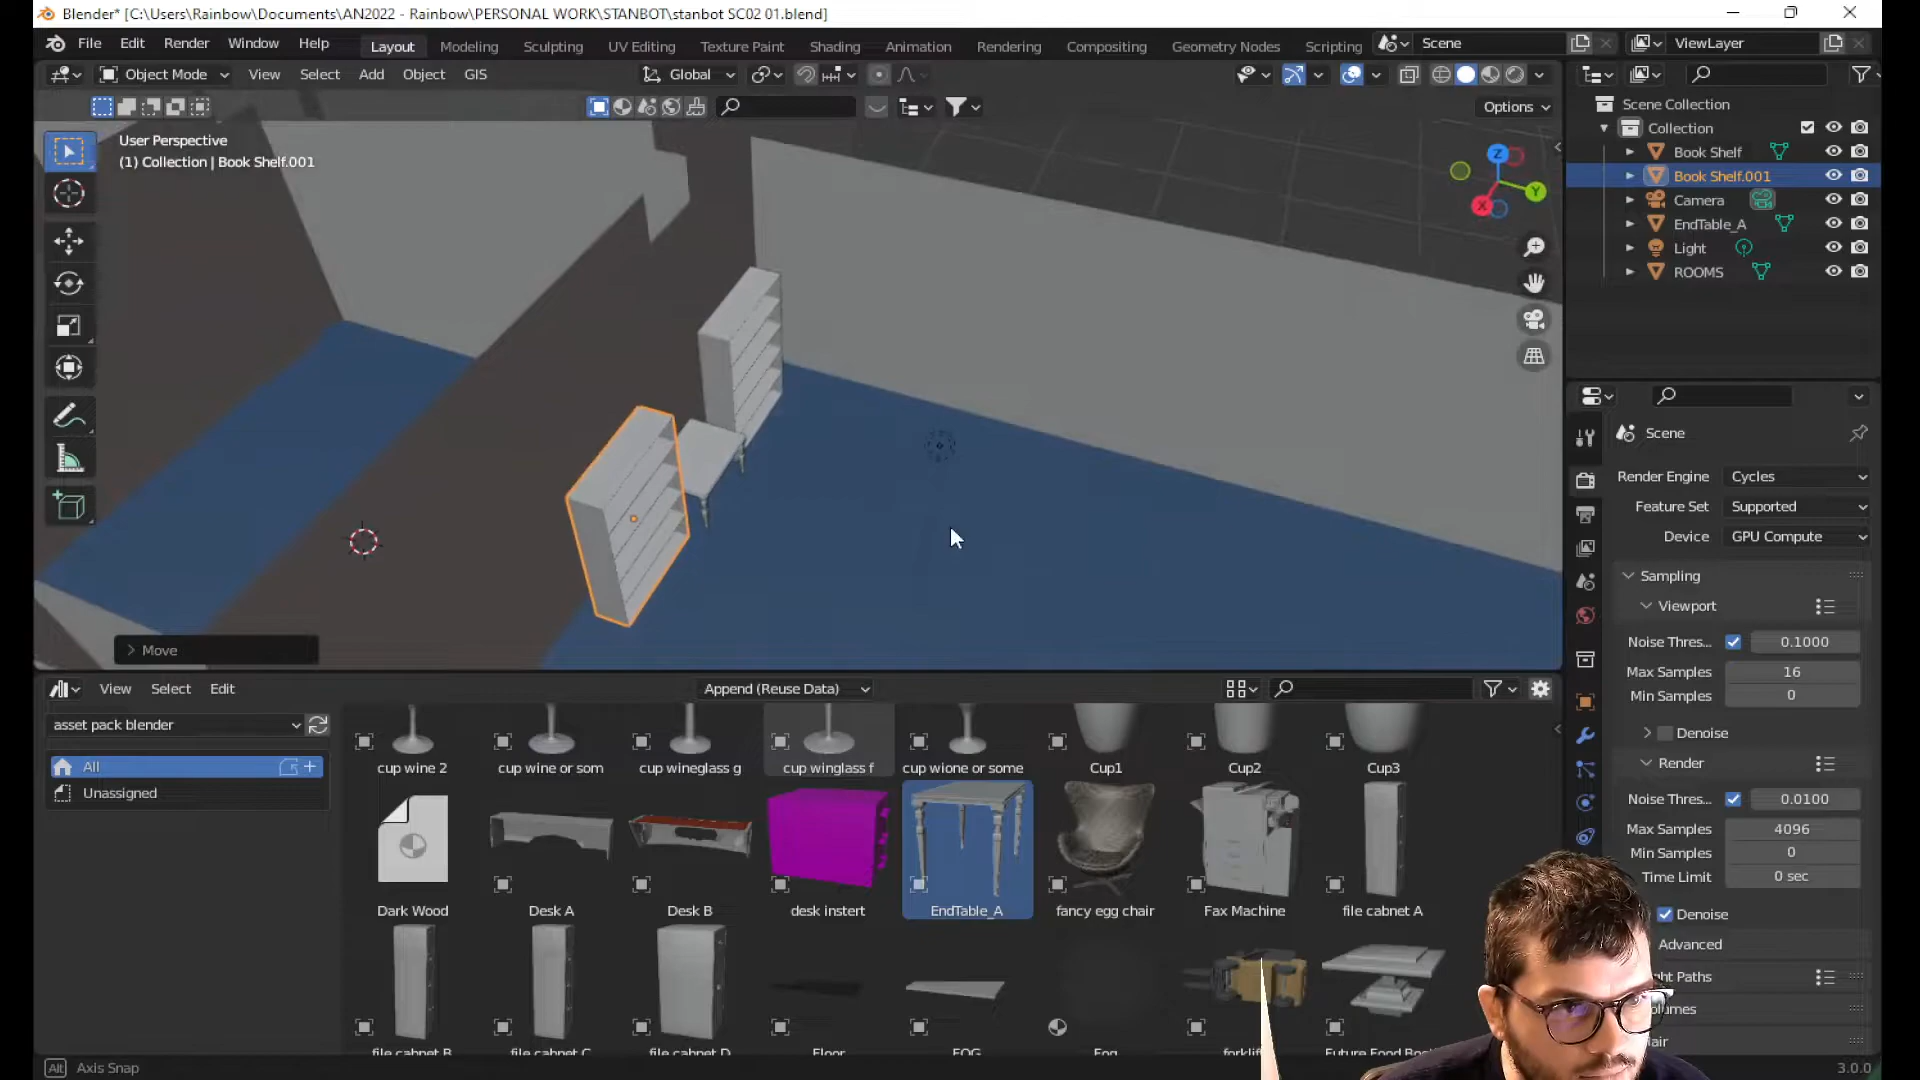 Blender* [C:\Users\Rainbow\Documents\AN2022 - Rainbow\PERSONAL WORK\STANBOT\stanbot SC02 01.blend]
File Edit Render Window Help Layout Modeling Sculpting UV Editing Texture Paint Shading Animation Rendering Compositing Geometry Nodes Scripting Scene ViewLayer
Object Mode View Select Add Object GIS Global
Options
User Perspective
(1) Collection | Book Shelf.001
Z
Y
X
Move
Scene Collection
Collection
Book Shelf
Book Shelf.001
Camera
EndTable_A
Light
ROOMS
Scene
Render Engine Cycles
Feature Set Supported
Device GPU Compute
Sampling
Viewport
Noise Thres... 0.1000
Max Samples 16
Min Samples 0
Denoise
Render
Noise Thres... 0.0100
Max Samples 4096
Min Samples 0
Time Limit 0 sec
Denoise
Advanced
View Select Edit Append (Reuse Data)
asset pack blender
All
Unassigned
cup wine 2 cup wine or som cup wineglass g cup winglass f cup wione or some Cup1 Cup2 Cup3
Dark Wood Desk A Desk B desk instert EndTable_A fancy egg chair Fax Machine file cabnet A
file cabnet B file cabnet C file cabnet D Floor FOG Fog
Alt Axis Snap 3.0.0